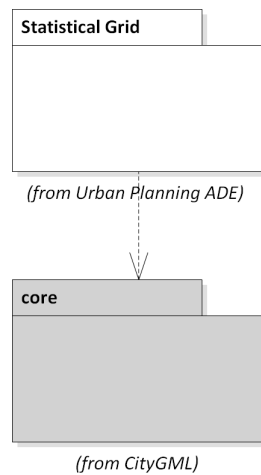 Statistical Grid
(from Urban Planning ADE)
core
(from CityGML)